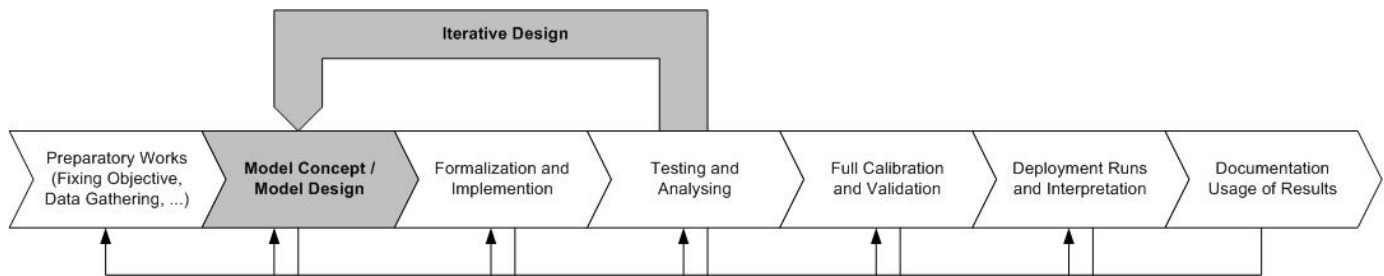 Iterative Design
Preparatory Works
(Fixing Objective,
Data Gathering, ...)
Model Concept /
Model Design
Formalization and
Implemention
Testing and
Analysing
Full Calibration
and Validation
Deployment Runs
and Interpretation
Documentation
Usage of Results